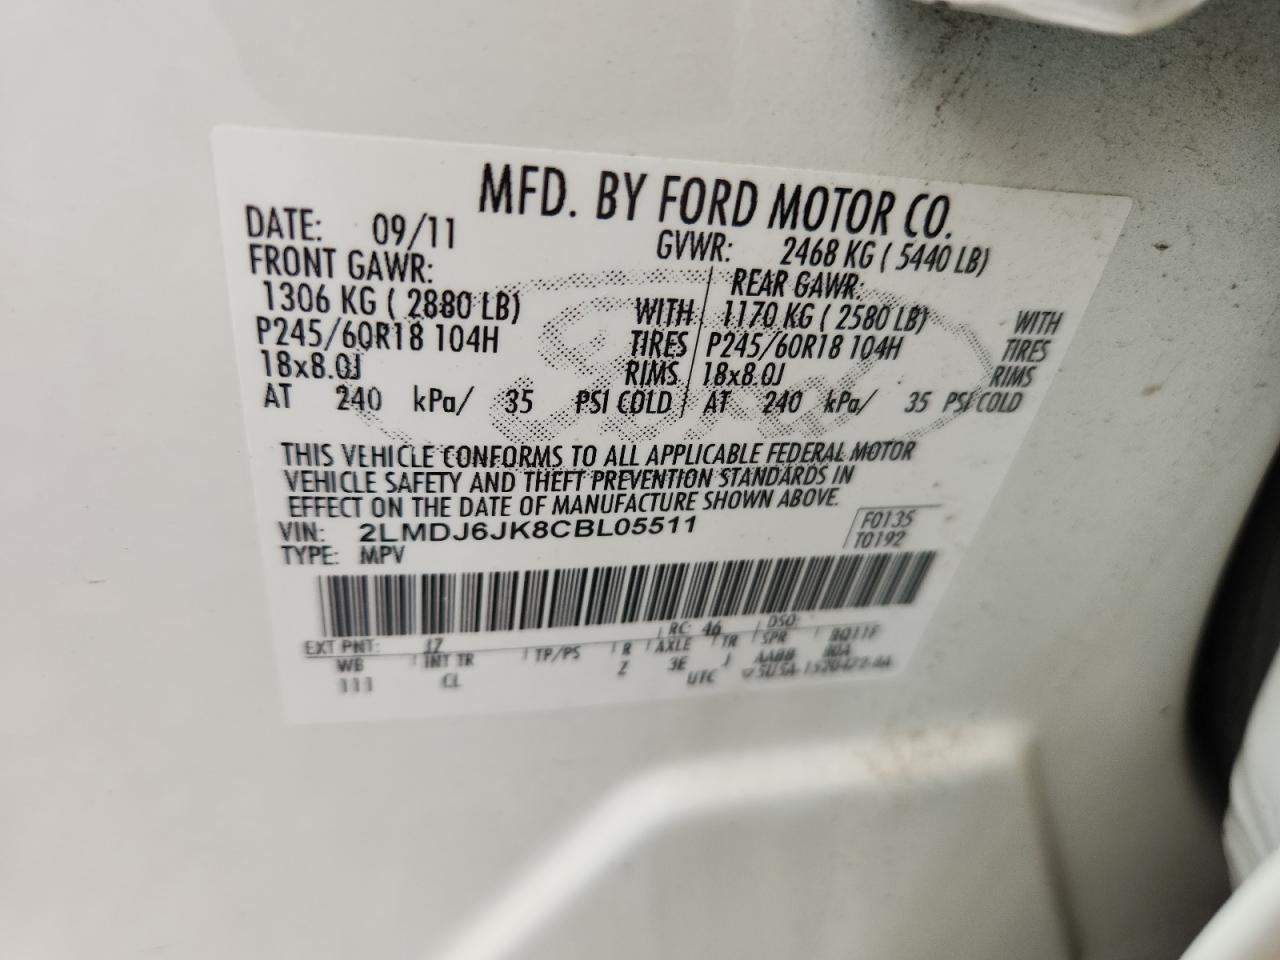 MFD. BY FORD MOTOR CO.
DATE: 09/11 GVWR: 2468 KG ( 5440 LB)
FRONT GAWR: REAR GAWR:
1306 KG ( 2880 LB) WITH 1170 KG ( 2580 LB) WITH
P245/60R18 104H TIRES P245/60R18 104H TIRES
18x8.0J RIMS 18x8.0J RIMS
AT 240 kPa/ 35 PSI COLD AT 240 kPa/ 35 PSI COLD
Ford
THIS VEHICLE CONFORMS TO ALL APPLICABLE FEDERAL MOTOR
VEHICLE SAFETY AND THEFT PREVENTION STANDARDS IN
EFFECT ON THE DATE OF MANUFACTURE SHOWN ABOVE.
VIN: 2LMDJ6JK8CBL05511 F0135
TYPE: MPV T0192
EXT PNT: RC: 46 DSO:
WB INT TR TP/PS R AXLE TR SPR
111 CL Z 3E J
UTC